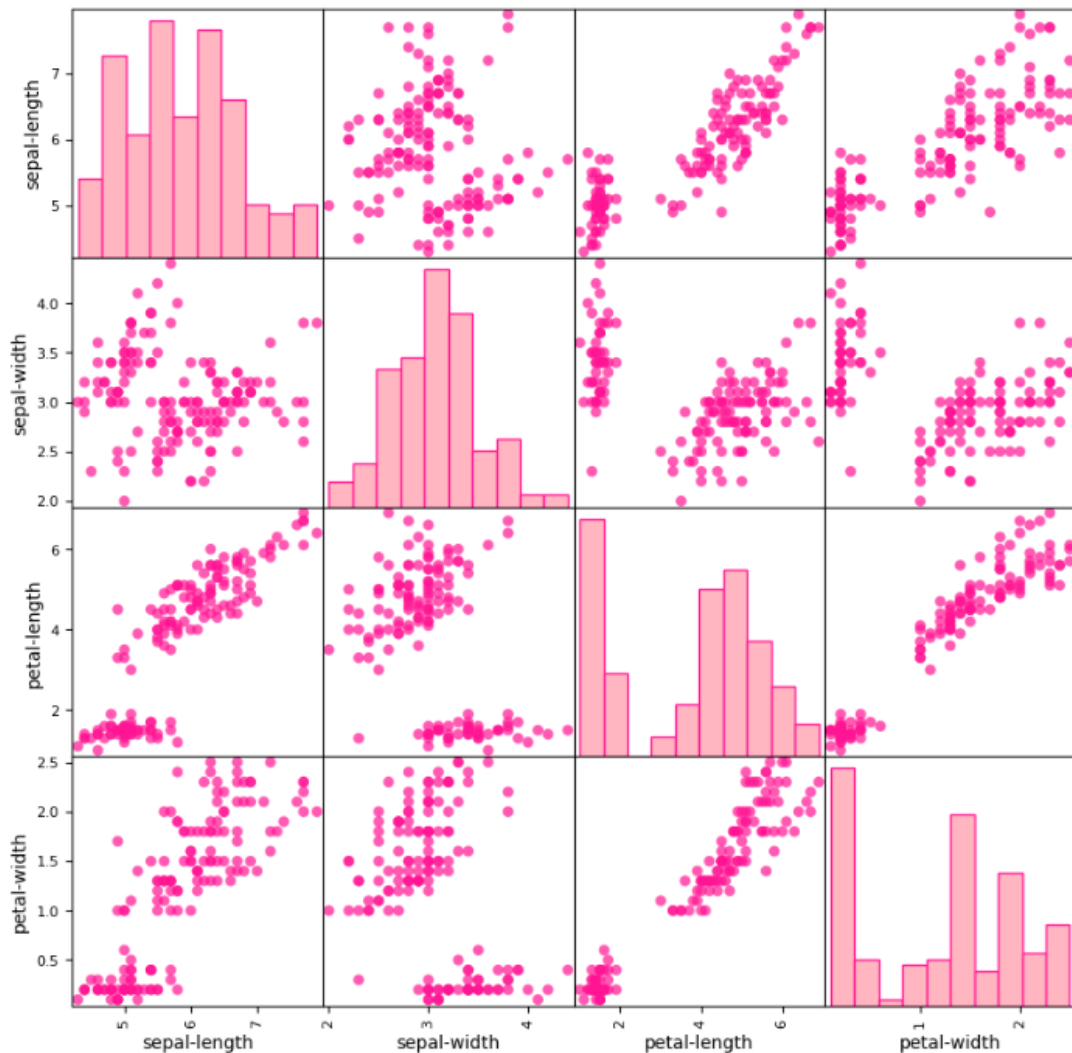 sepal-length
7
6
5
sepal-width
4.0
3.5
3.0
2.5
2.0
petal-length
6
4
2
petal-width
2.5
2.0
1.5
1.0
0.5
5 6 7 2 3 4 2 4 6 1 2
sepal-length sepal-width petal-length petal-width